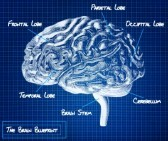 Parietal Lobe
Frontal Lobe
Occipital Lobe
Temporal Lobe
Cerebellum
Brain Stem
The Brain Blueprint